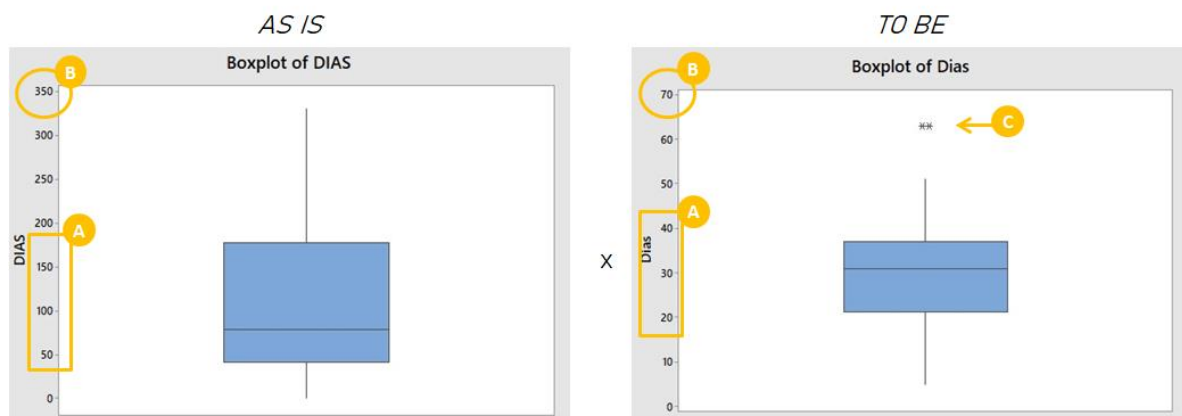 AS IS
TO BE
Boxplot of DIAS
B
350
300
250
200
A
150
100
50
0
DIAS
X
Boxplot of Dias
B
70
C
60
50
A
40
30
20
10
0
Dias